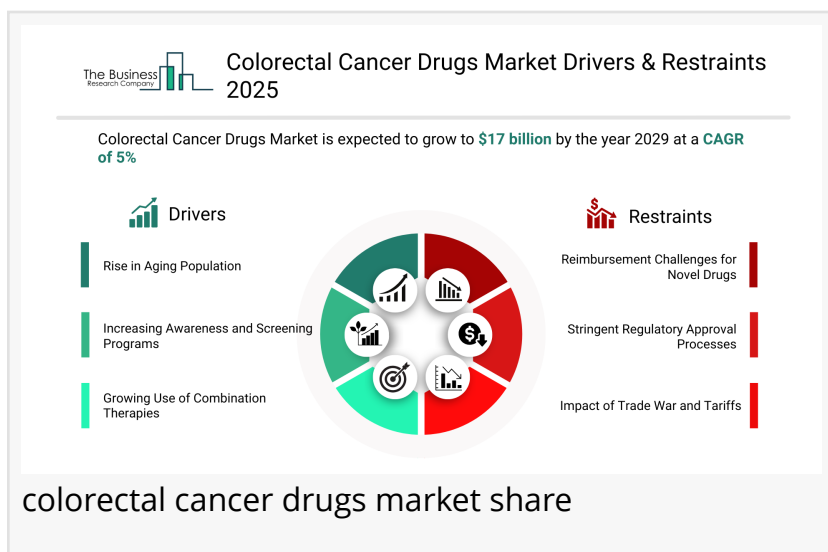 The Business
Research Company
Colorectal Cancer Drugs Market Drivers & Restraints
2025
Colorectal Cancer Drugs Market is expected to grow to $17 billion by the year 2029 at a CAGR
of 5%
Drivers
Rise in Aging Population
Increasing Awareness and Screening
Programs
Growing Use of Combination
Therapies
$
Restraints
Reimbursement Challenges for
Novel Drugs
Stringent Regulatory Approval
Processes
Impact of Trade War and Tariffs
$
colorectal cancer drugs market share